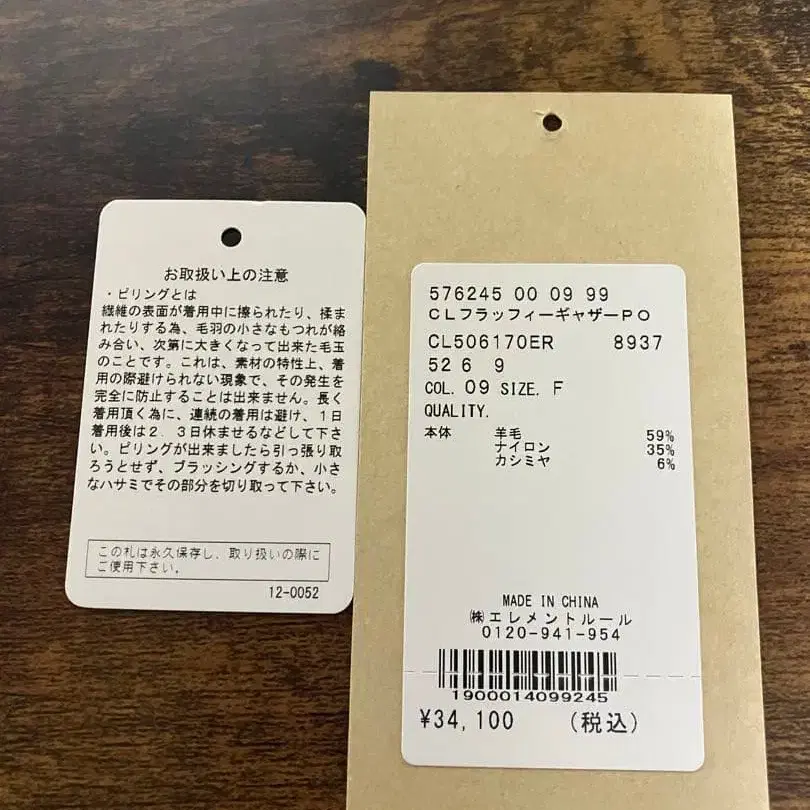 お取扱い上の注意
・ピリングとは
繊維の表面が着用中に擦られたり、揉ま
れたりする為、毛羽の小さなもつれが絡
み合い、次第に大きくなって出来た毛玉
のことです。これは、素材の特性上、着
用の際避けられない現象で、その発生を
完全に防止することは出来ません。長く
着用頂く為に、連続の着用は避け、１日
着用後は２．３日休ませるなどして下さ
い。ピリングが出来ましたら引っ張り取
ろうとせず、ブラッシングするか、小さ
なハサミでその部分を切り取って下さい。
この札は永久保存し、取り扱いの際に
ご使用下さい。
12-0052
576245 00 09 99
ＣＬフラッフィーギャザーＰＯ
CL506170ER 8937
52 6 9
COL. 09 SIZE. F
QUALITY.
本体 羊毛 59%
ナイロン 35%
カシミヤ 6%
MADE IN CHINA
㈱エレメントルール
0120-941-954
1900014099245
¥34,100 (税込)